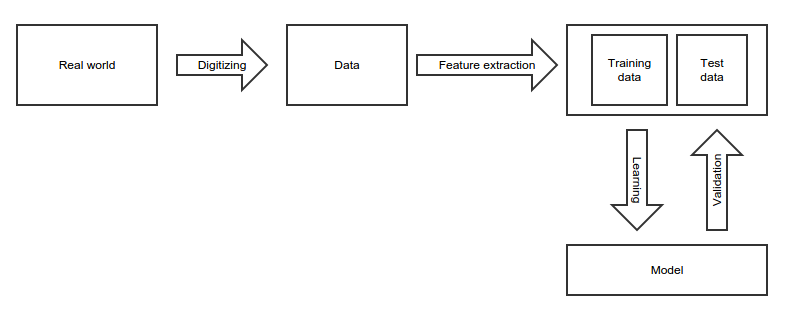 Real world
Digitizing
Data
Feature extraction
Training
data
Test
data
Learning
Validation
Model